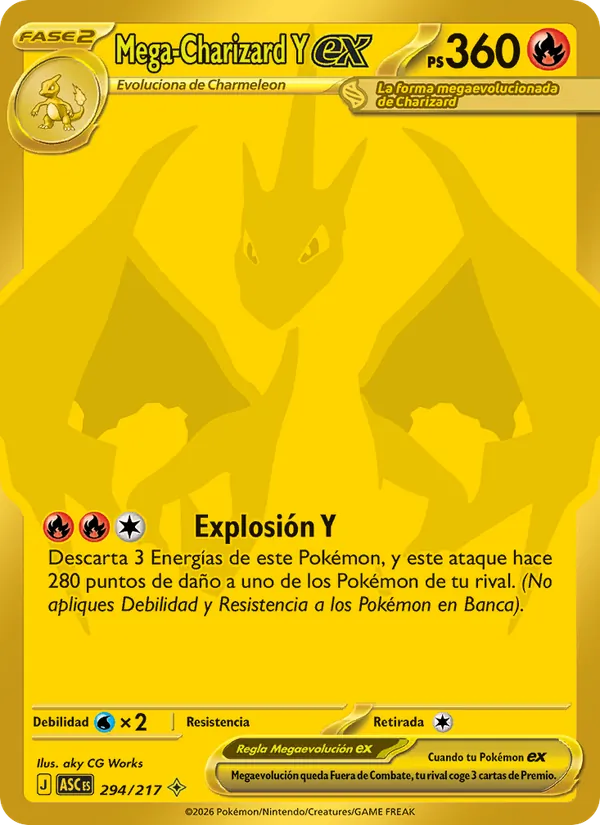 FASE 2
Mega-Charizard Y ex PS 360
Evoluciona de Charmeleon
La forma megaevolucionada
de Charizard
Explosión Y
Descarta 3 Energías de este Pokémon, y este ataque hace
280 puntos de daño a uno de los Pokémon de tu rival. (No
apliques Debilidad y Resistencia a los Pokémon en Banca).
Debilidad ×2 Resistencia Retirada
Ilus. aky CG Works
Regla Megaevolución ex Cuando tu Pokémon ex
Megaevolución queda Fuera de Combate, tu rival coge 3 cartas de Premio.
J ASC ES 294/217
©2026 Pokémon/Nintendo/Creatures/GAME FREAK